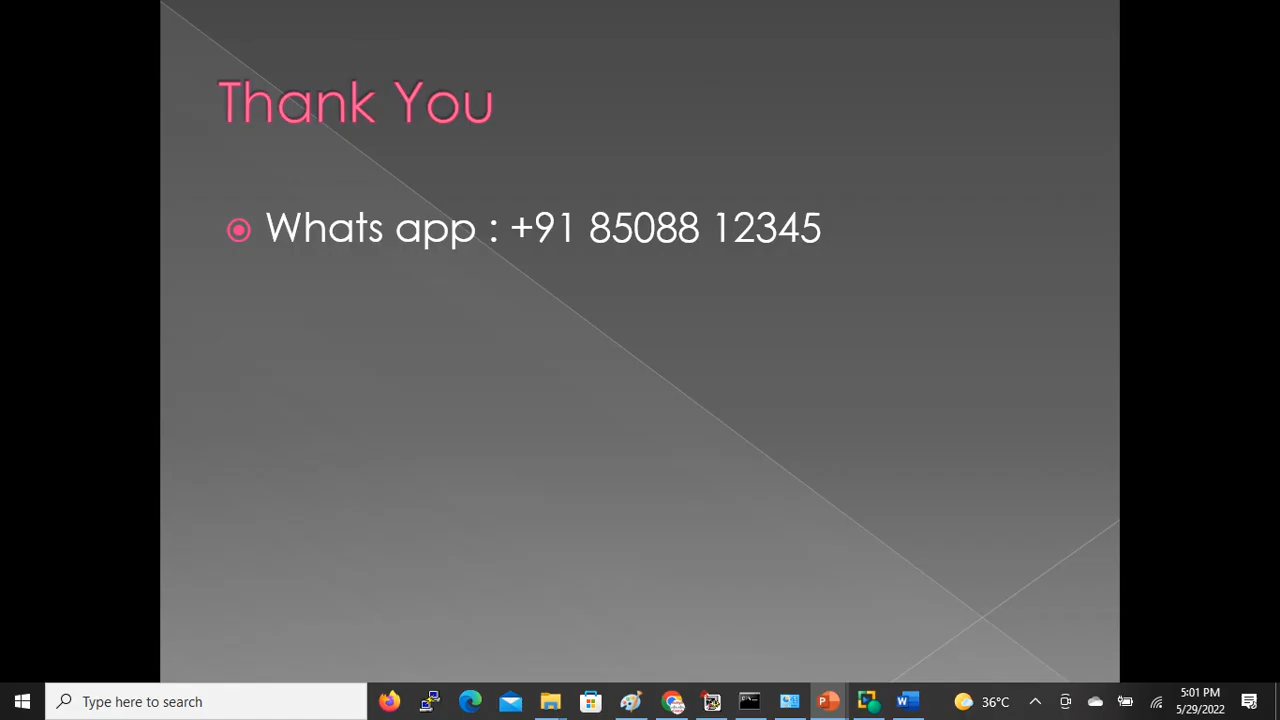 Thank You
Whats app : +91 85088 12345
Type here to search
36°C
5:01 PM
5/29/2022